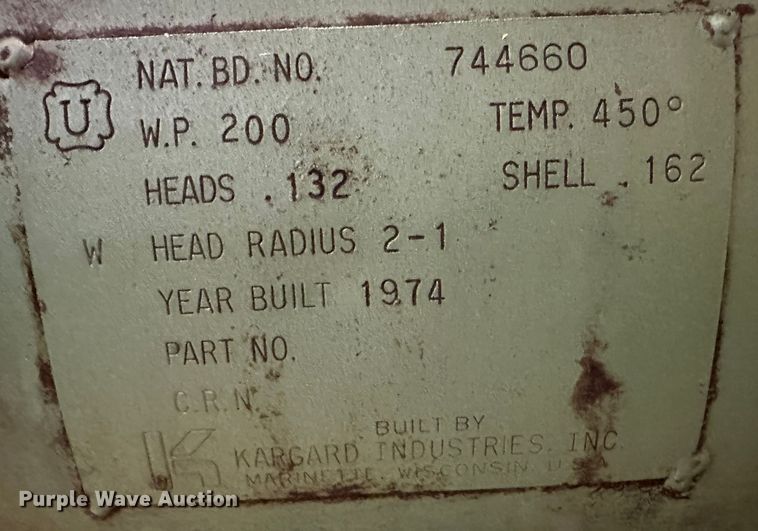 NAT. BD. NO. 744660
U
W.P. 200 TEMP. 450°
HEADS .132 SHELL .162
W HEAD RADIUS 2-1
YEAR BUILT 1974
PART NO.
C.R.N.
BUILT BY
K KARGARD INDUSTRIES, INC.
MARINETTE, WISCONSIN, U.S.A.
Purple Wave Auction